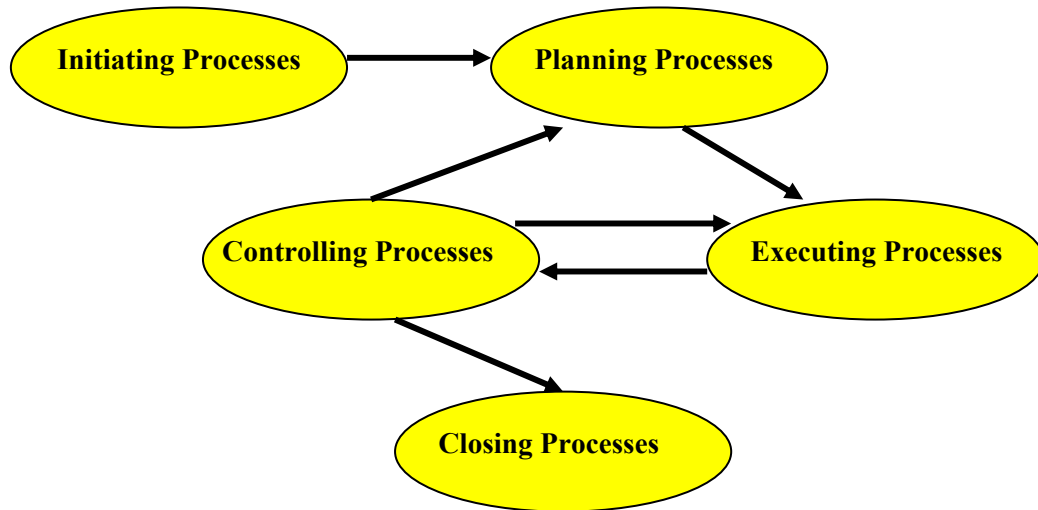 Initiating Processes
Planning Processes
Controlling Processes
Executing Processes
Closing Processes